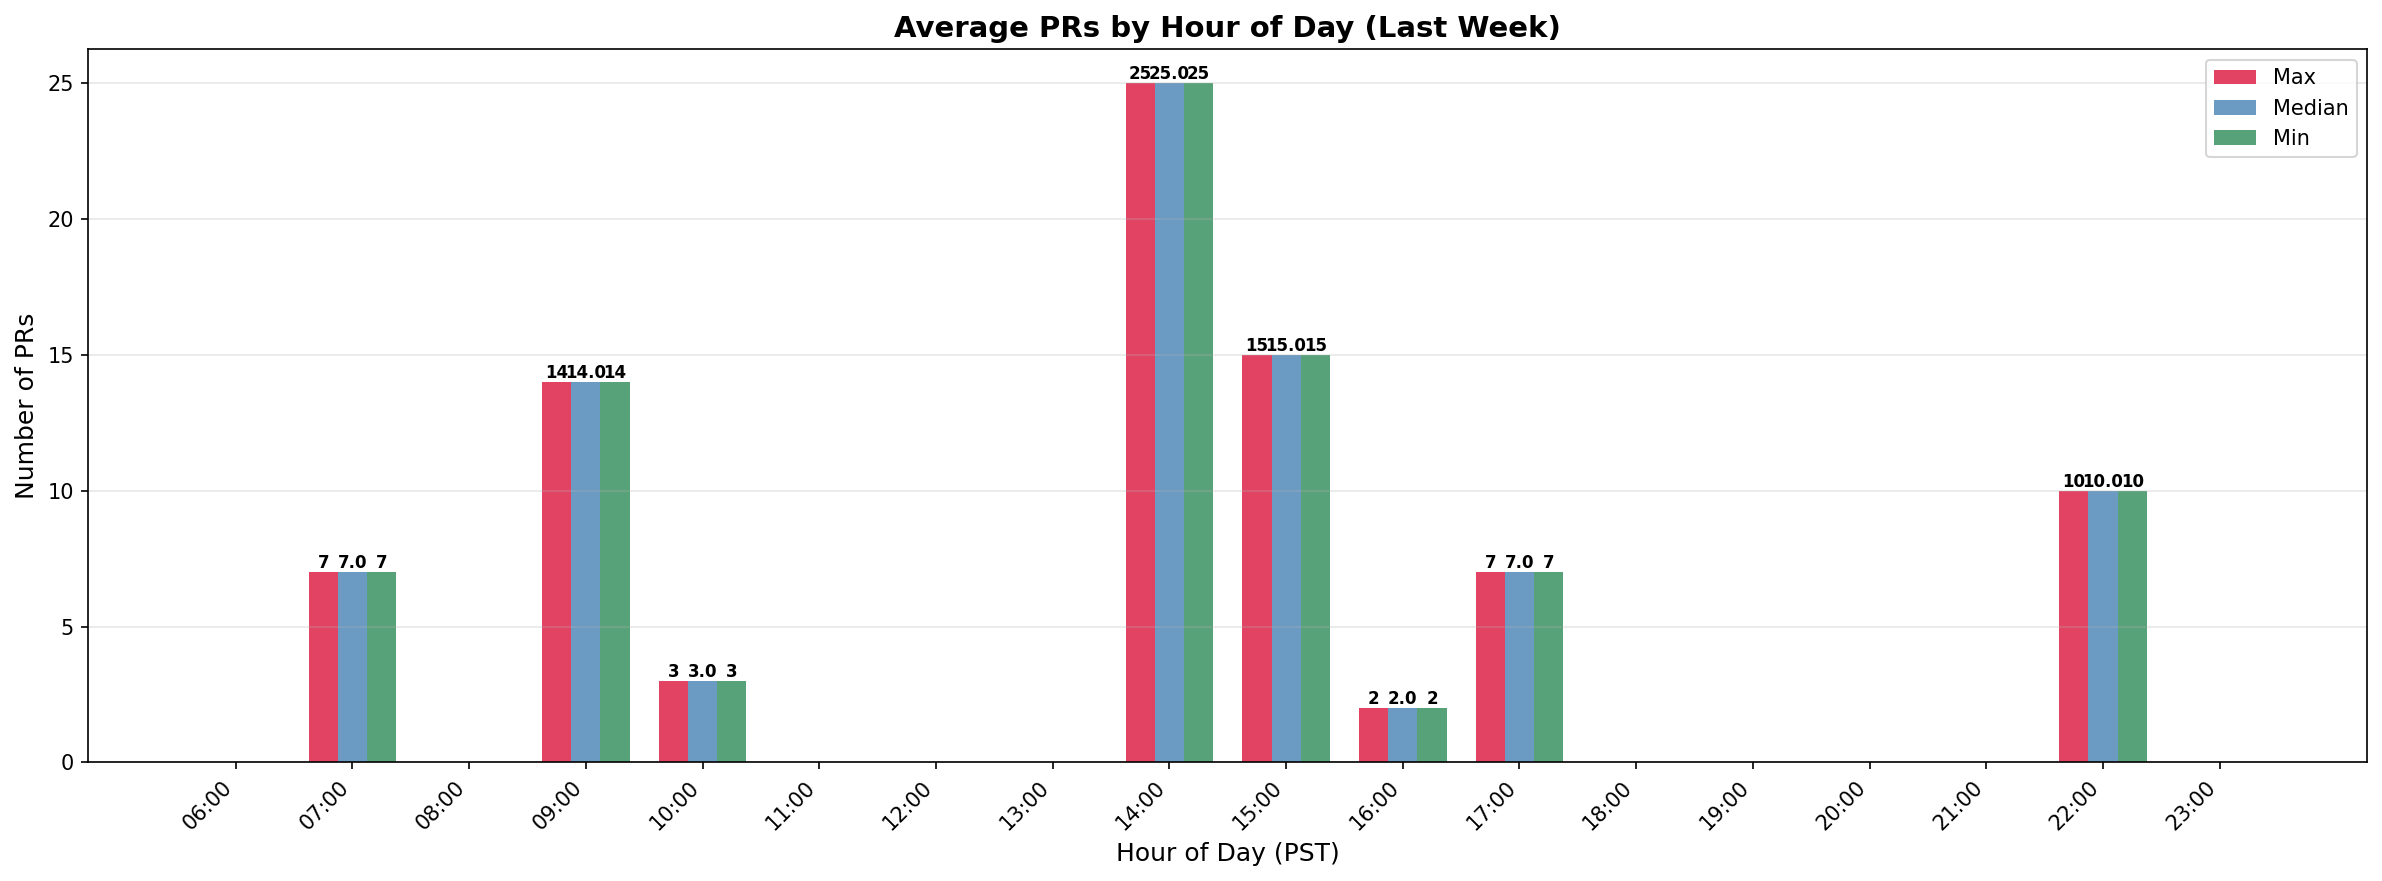 Average PRs by Hour of Day (Last Week)
Max
Median
Min
Number of PRs
25
20
15
10
5
0
7 7.0 7
14 14.0 14
3 3.0 3
25 25.0 25
15 15.0 15
2 2.0 2
7 7.0 7
10 10.0 10
06:00 07:00 08:00 09:00 10:00 11:00 12:00 13:00 14:00 15:00 16:00 17:00 18:00 19:00 20:00 21:00 22:00 23:00
Hour of Day (PST)